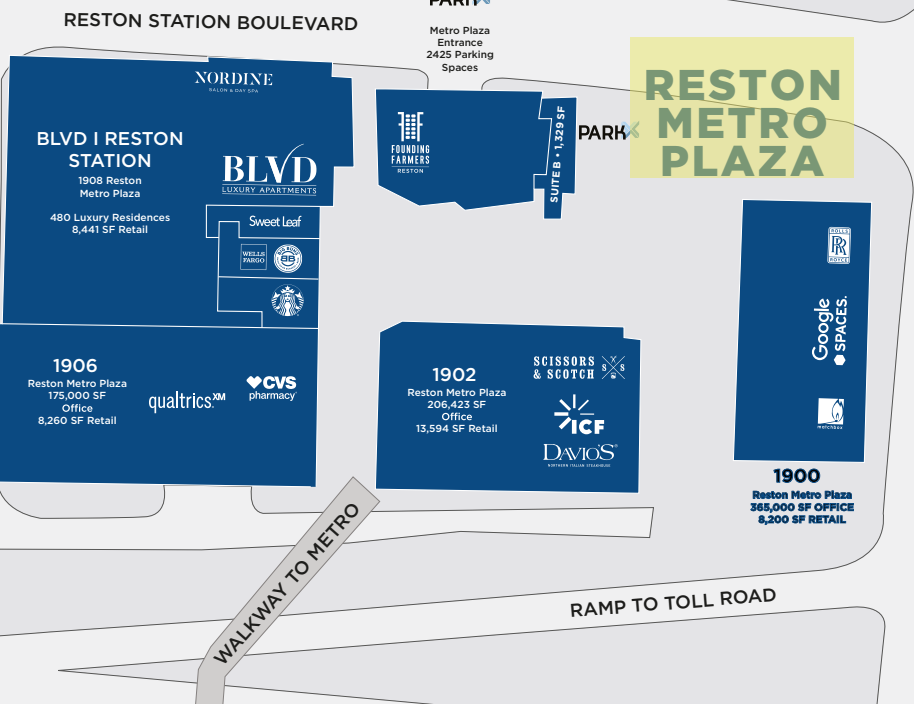 RESTON STATION BOULEVARD
PARK X
Metro Plaza
Entrance
2425 Parking
Spaces
NORDINE
SALON & DAY SPA
BLVD I RESTON
STATION
1908 Reston
Metro Plaza
480 Luxury Residences
8,441 SF Retail
BLVD
LUXURY APARTMENTS
Sweet Leaf
WELLS
FARGO
BB
FOUNDING
FARMERS
RESTON
SUITE B • 1,329 SF
PARK X
RESTON
METRO
PLAZA
ROLLS
RR
ROYCE
Google
SPACES.
matchbox
1900
Reston Metro Plaza
365,000 SF OFFICE
8,200 SF RETAIL
1906
Reston Metro Plaza
175,000 SF
Office
8,260 SF Retail
qualtrics.XM
CVS
pharmacy
1902
Reston Metro Plaza
206,423 SF
Office
13,594 SF Retail
SCISSORS
& SCOTCH
S S
ICF
DAVIO'S®
NORTHERN ITALIAN STEAKHOUSE
WALKWAY TO METRO
RAMP TO TOLL ROAD